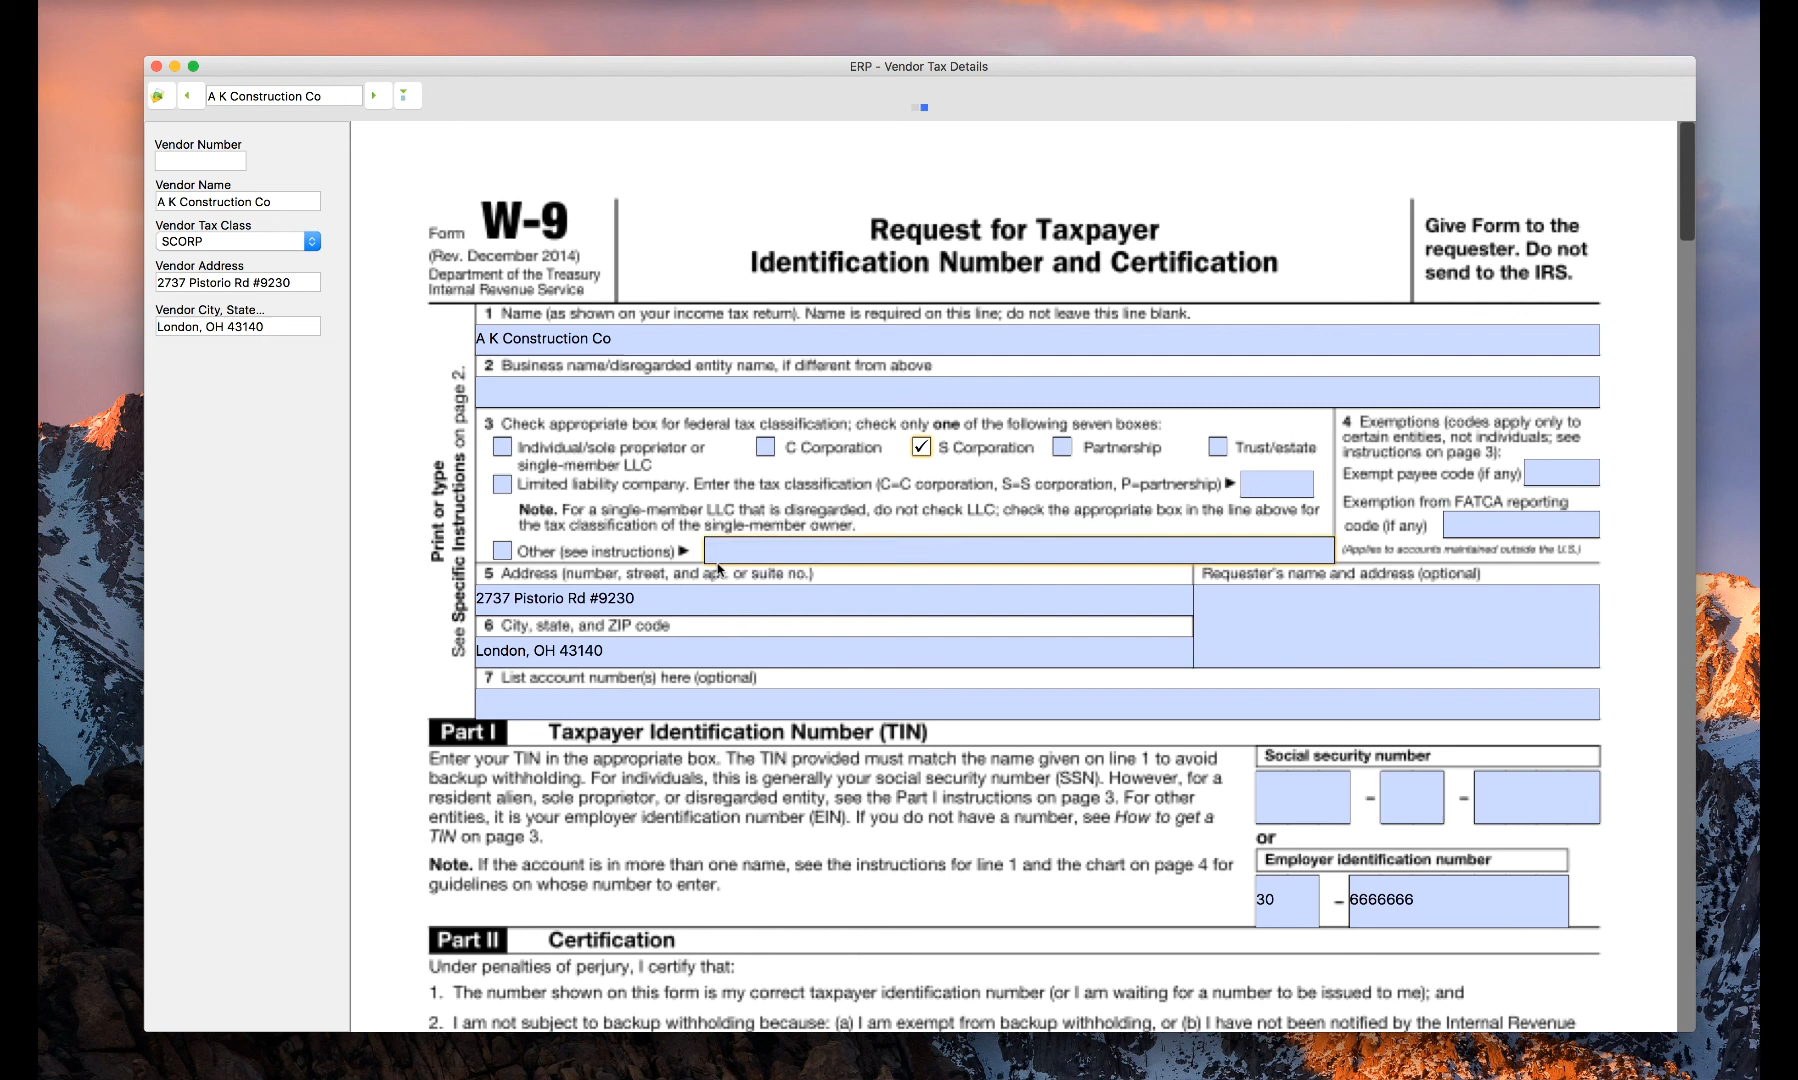 ERP - Vendor Tax Details
A K Construction Co
Vendor Number
Vendor Name
A K Construction Co
Vendor Tax Class
SCORP
Vendor Address
2737 Pistorio Rd #9230
Vendor City, State...
London, OH 43140
Form W-9
(Rev. December 2014)
Department of the Treasury
Internal Revenue Service
Request for Taxpayer
Identification Number and Certification
Give Form to the
requester. Do not
send to the IRS.
Print or type
See Specific Instructions on page 2.
1 Name (as shown on your income tax return). Name is required on this line; do not leave this line blank.
A K Construction Co
2 Business name/disregarded entity name, if different from above
3 Check appropriate box for federal tax classification; check only one of the following seven boxes:
Individual/sole proprietor or
single-member LLC
C Corporation
✓ S Corporation
Partnership
Trust/estate
Limited liability company. Enter the tax classification (C=C corporation, S=S corporation, P=partnership) ▶
Note. For a single-member LLC that is disregarded, do not check LLC; check the appropriate box in the line above for
the tax classification of the single-member owner.
Other (see instructions) ▶
4 Exemptions (codes apply only to
certain entities, not individuals; see
instructions on page 3):
Exempt payee code (if any)
Exemption from FATCA reporting
code (if any)
(Applies to accounts maintained outside the U.S.)
5 Address (number, street, and apt. or suite no.)
2737 Pistorio Rd #9230
Requester's name and address (optional)
6 City, state, and ZIP code
London, OH 43140
7 List account number(s) here (optional)
Part I Taxpayer Identification Number (TIN)
Enter your TIN in the appropriate box. The TIN provided must match the name given on line 1 to avoid
backup withholding. For individuals, this is generally your social security number (SSN). However, for a
resident alien, sole proprietor, or disregarded entity, see the Part I instructions on page 3. For other
entities, it is your employer identification number (EIN). If you do not have a number, see How to get a
TIN on page 3.
Note. If the account is in more than one name, see the instructions for line 1 and the chart on page 4 for
guidelines on whose number to enter.
Social security number
– –
or
Employer identification number
30 – 6666666
Part II Certification
Under penalties of perjury, I certify that:
1. The number shown on this form is my correct taxpayer identification number (or I am waiting for a number to be issued to me); and
2. I am not subject to backup withholding because: (a) I am exempt from backup withholding, or (b) I have not been notified by the Internal Revenue